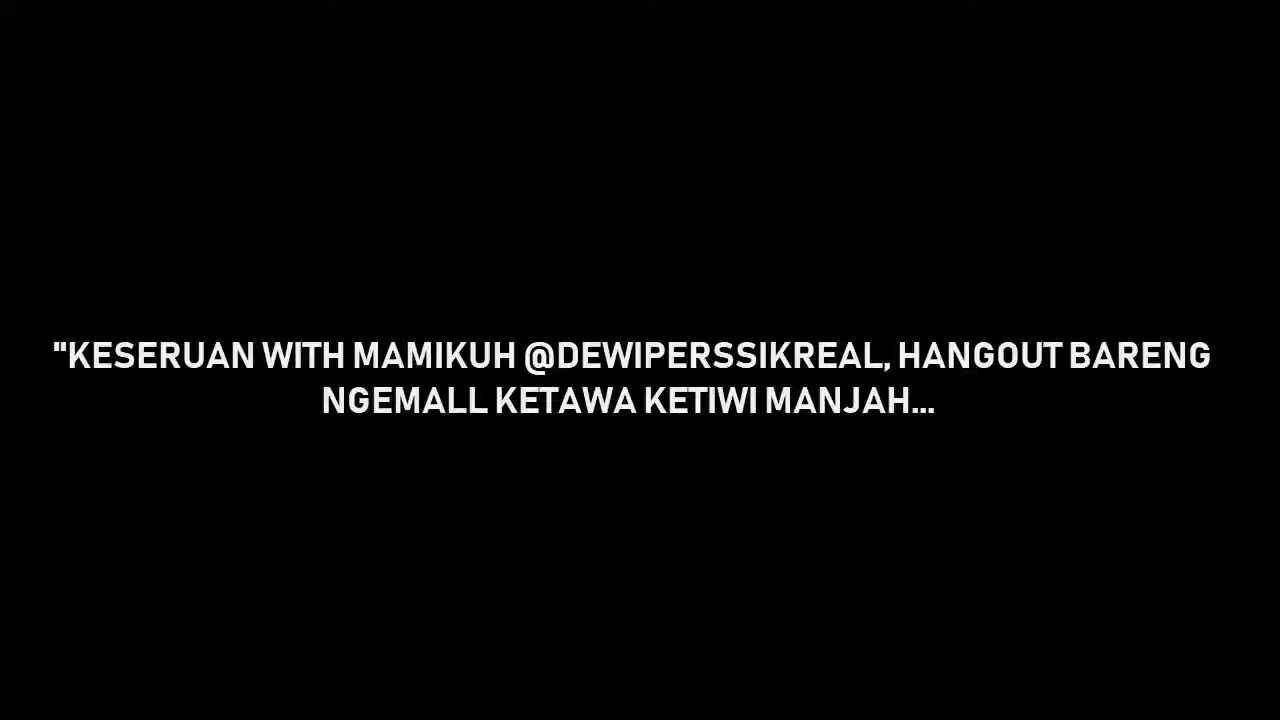 "KESERUAN WITH MAMIKUH @DEWIPERSSIKREAL, HANGOUT BARENG
NGEMALL KETAWA KETIWI MANJAH...